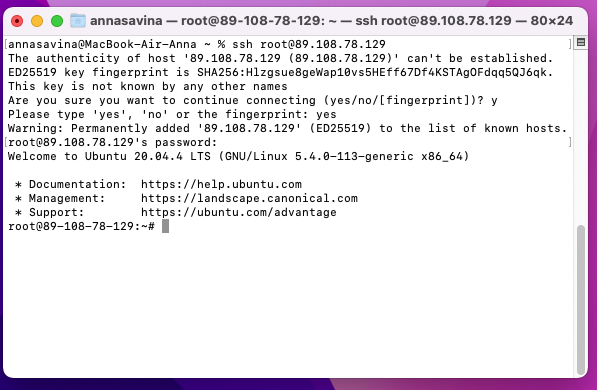 annasavina — root@89-108-78-129: ~ — ssh root@89.108.78.129 — 80×24
[annasavina@MacBook-Air-Anna ~ % ssh root@89.108.78.129 ]
The authenticity of host '89.108.78.129 (89.108.78.129)' can't be established.
ED25519 key fingerprint is SHA256:Hlzgsue8geWap10vs5HEff67Df4KSTAgOFdqq5QJ6qk.
This key is not known by any other names
Are you sure you want to continue connecting (yes/no/[fingerprint])? y
Please type 'yes', 'no' or the fingerprint: yes
Warning: Permanently added '89.108.78.129' (ED25519) to the list of known hosts.
[root@89.108.78.129's password: ]
Welcome to Ubuntu 20.04.4 LTS (GNU/Linux 5.4.0-113-generic x86_64)
* Documentation: https://help.ubuntu.com
* Management: https://landscape.canonical.com
* Support: https://ubuntu.com/advantage
root@89-108-78-129:~#